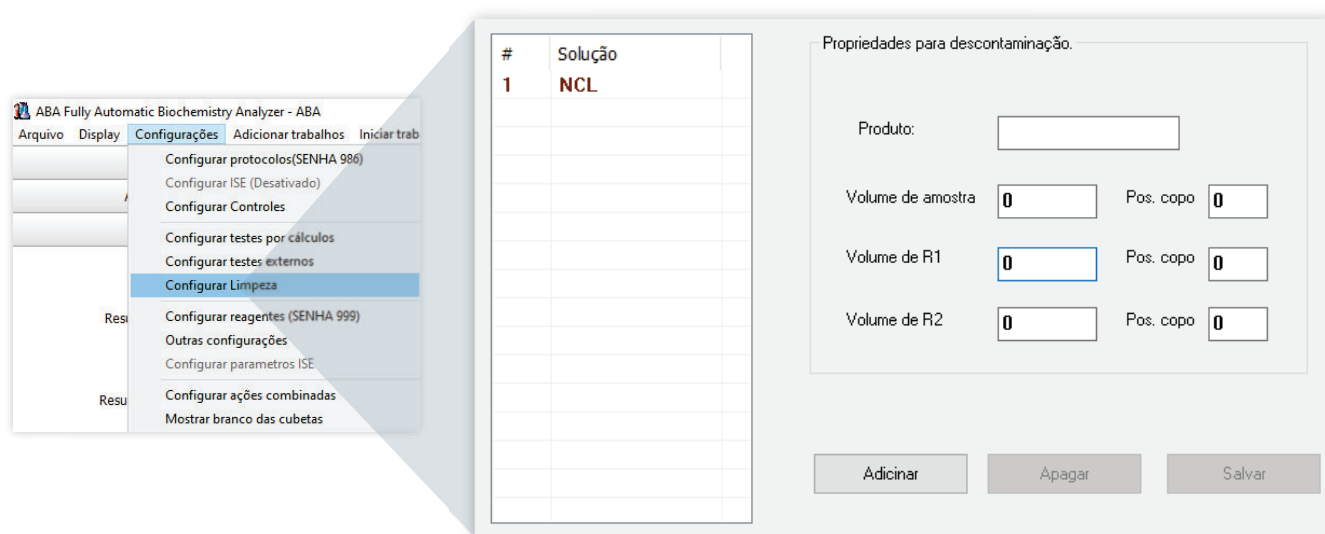 ABA Fully Automatic Biochemistry Analyzer - ABA
Arquivo Display Configurações Adicionar trabalhos Iniciar trab
Configurar protocolos(SENHA 986)
Configurar ISE (Desativado)
A
Configurar Controles
Configurar testes por cálculos
Configurar testes externos
Configurar Limpeza
Resu
Configurar reagentes (SENHA 999)
Outras configurações
Configurar parametros ISE
Resu
Configurar ações combinadas
Mostrar branco das cubetas
# Solução
1 NCL
Propriedades para descontaminação.
Produto:
Volume de amostra 0 Pos. copo 0
Volume de R1 0 Pos. copo 0
Volume de R2 0 Pos. copo 0
Adicinar Apagar Salvar